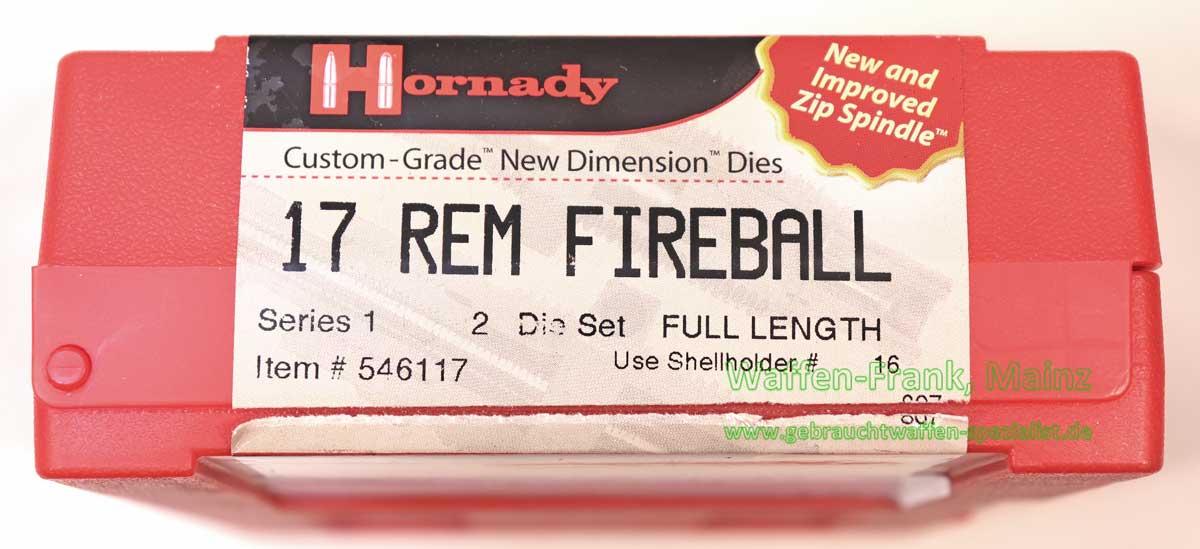 Hornady
New and
Improved
Zip Spindle™
Custom-Grade™ New Dimension™ Dies
17 REM FIREBALL
Series 1 2 Die Set FULL LENGTH
Item # 546117 Use Shellholder # 16
Waffen-Frank, Mainz
607
www.gebrauchtwaffen-spezialist.de